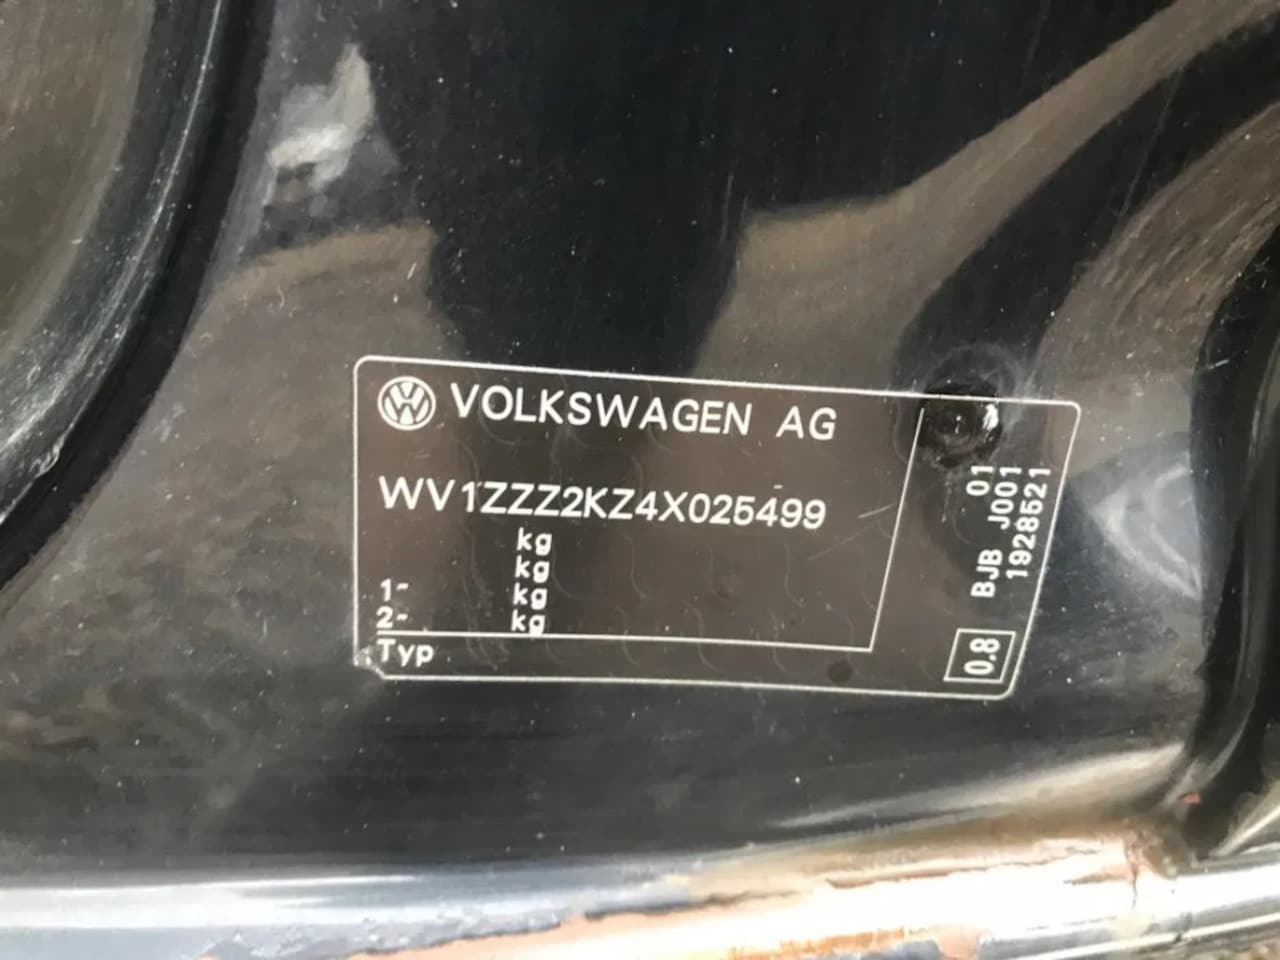 VOLKSWAGEN AG
WV1ZZZ2KZ4X025499
kg
kg
1- kg
2- kg
Typ
0.8
BJB J001 01
1928521